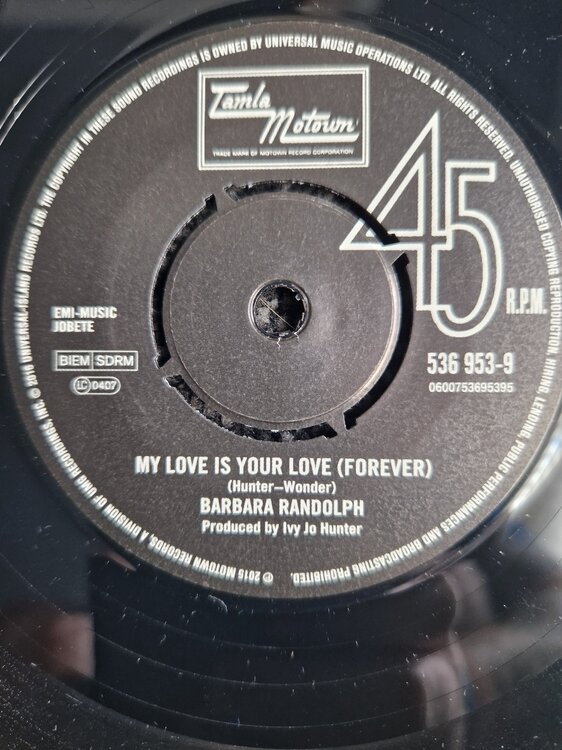 ℗ 2016 MOTOWN RECORDS, A DIVISION OF UMG RECORDINGS, INC © 2016 UNIVERSAL-ISLAND RECORDS LTD. THE COPYRIGHT IN THESE SOUND RECORDINGS IS OWNED BY UNIVERSAL MUSIC OPERATIONS LTD. ALL RIGHTS RESERVED. UNAUTHORISED COPYING REPRODUCTION, HIRING, LENDING, PUBLIC PERFORMANCES AND BROADCASTING PROHIBITED.
Tamla
Motown
TRADE MARK OF MOTOWN RECORD CORPORATION
45
R.P.M.
EMI-MUSIC
JOBETE
BIEM SDRM
LC 0407
536 953-9
0600753695395
MY LOVE IS YOUR LOVE (FOREVER)
(Hunter–Wonder)
BARBARA RANDOLPH
Produced by Ivy Jo Hunter